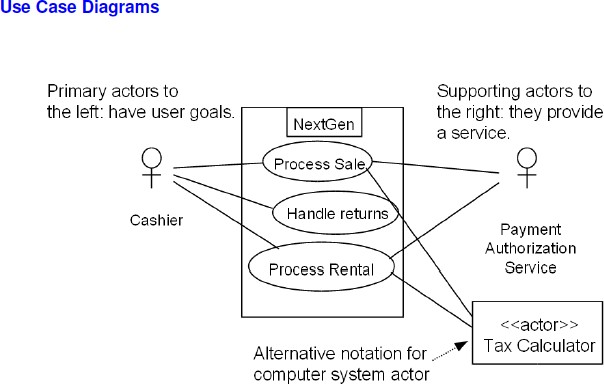 Use Case Diagrams
Primary actors to
the left: have user goals.
Supporting actors to
the right: they provide
a service.
NextGen
Process Sale
Handle returns
Process Rental
Cashier
Payment
Authorization
Service
<<actor>>
Tax Calculator
Alternative notation for
computer system actor